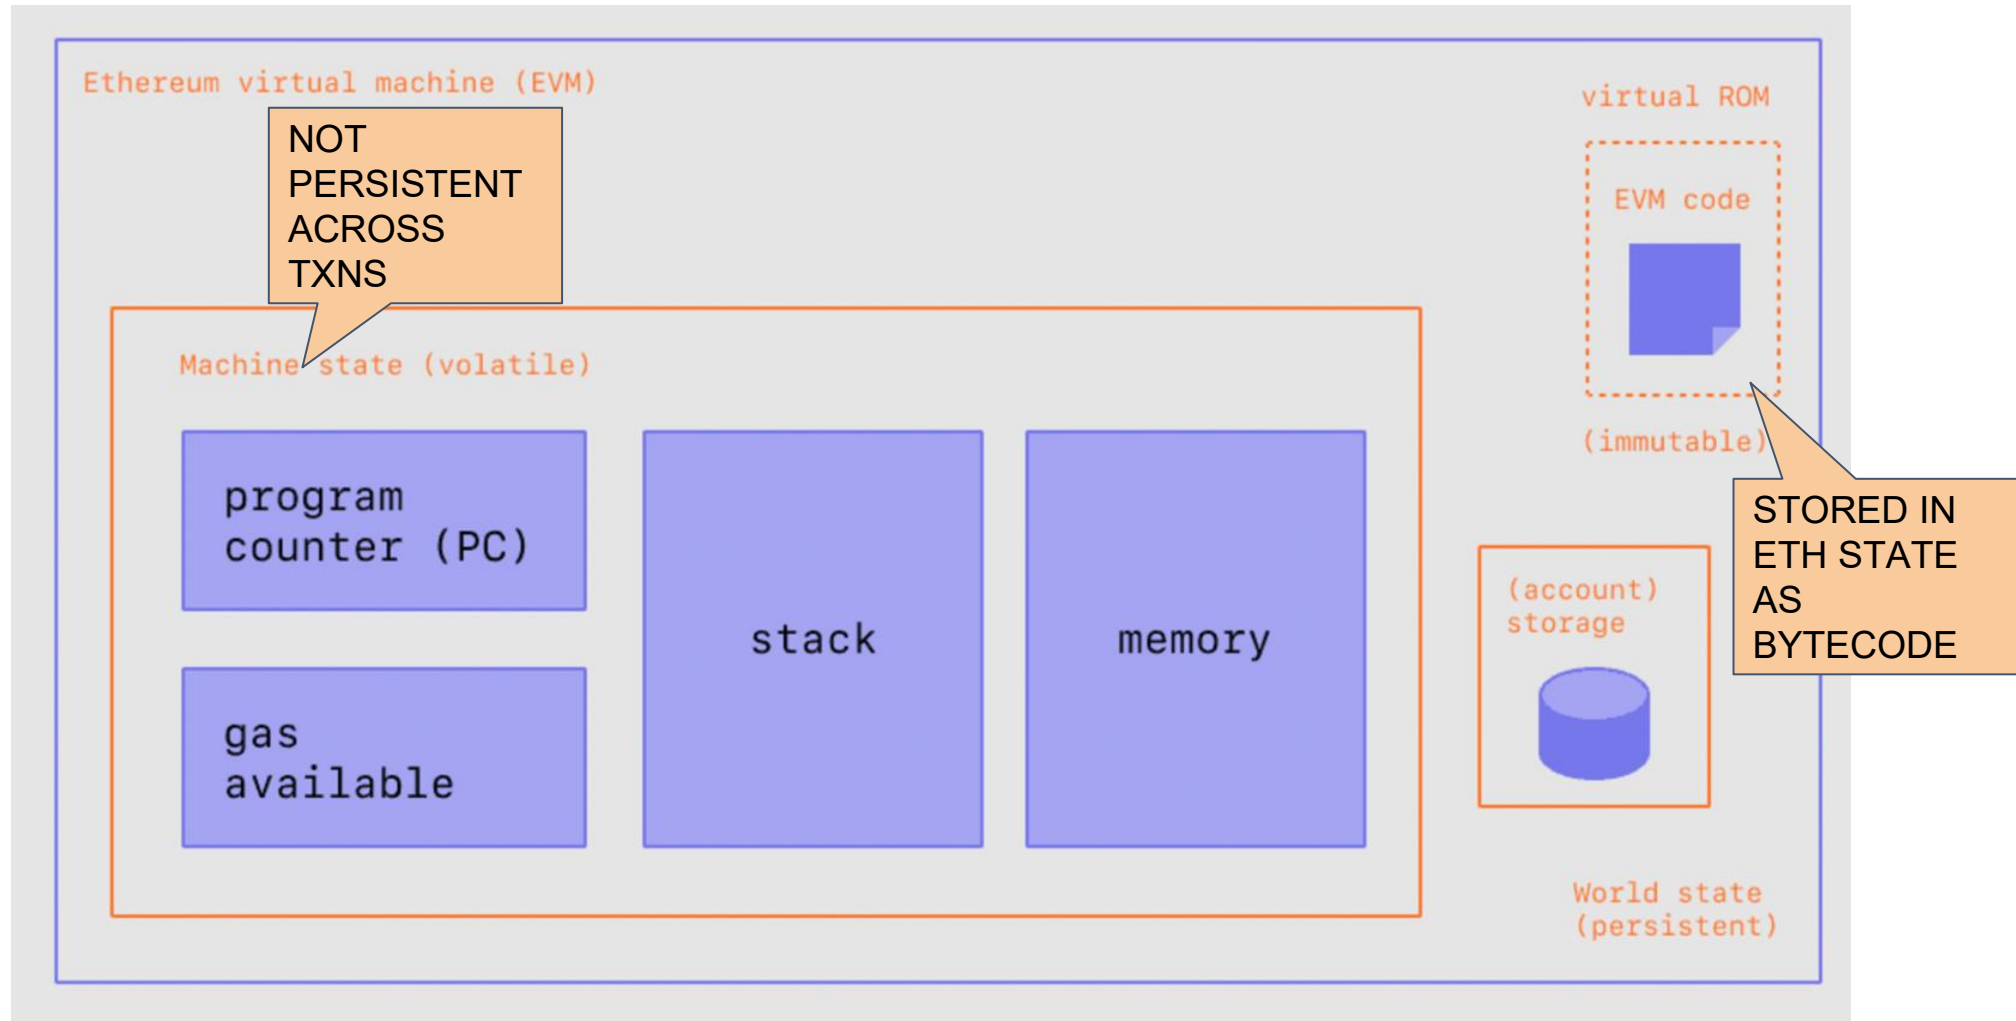 Ethereum virtual machine (EVM)
NOT
PERSISTENT
ACROSS
TXNS
virtual ROM
EVM code
(immutable)
STORED IN
ETH STATE
AS
BYTECODE
Machine state (volatile)
program
counter (PC)
gas
available
stack
memory
(account)
storage
World state
(persistent)